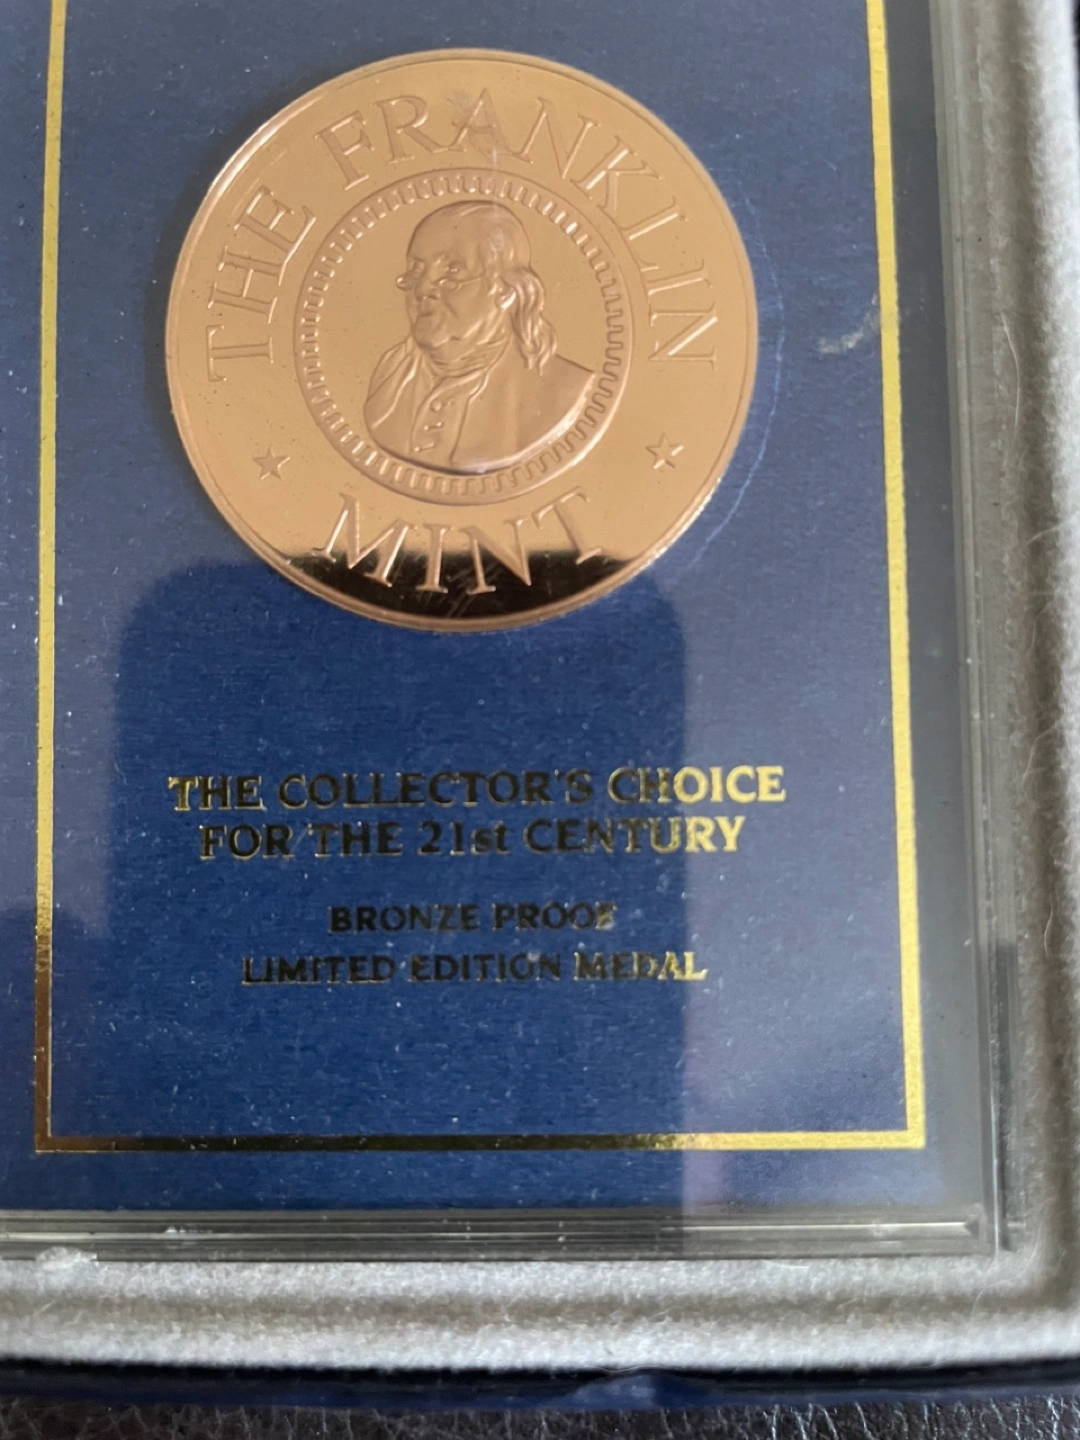 THE FRANKLIN
MINT
THE COLLECTOR'S CHOICE
FOR THE 21st CENTURY
BRONZE PROOF
LIMITED EDITION MEDAL